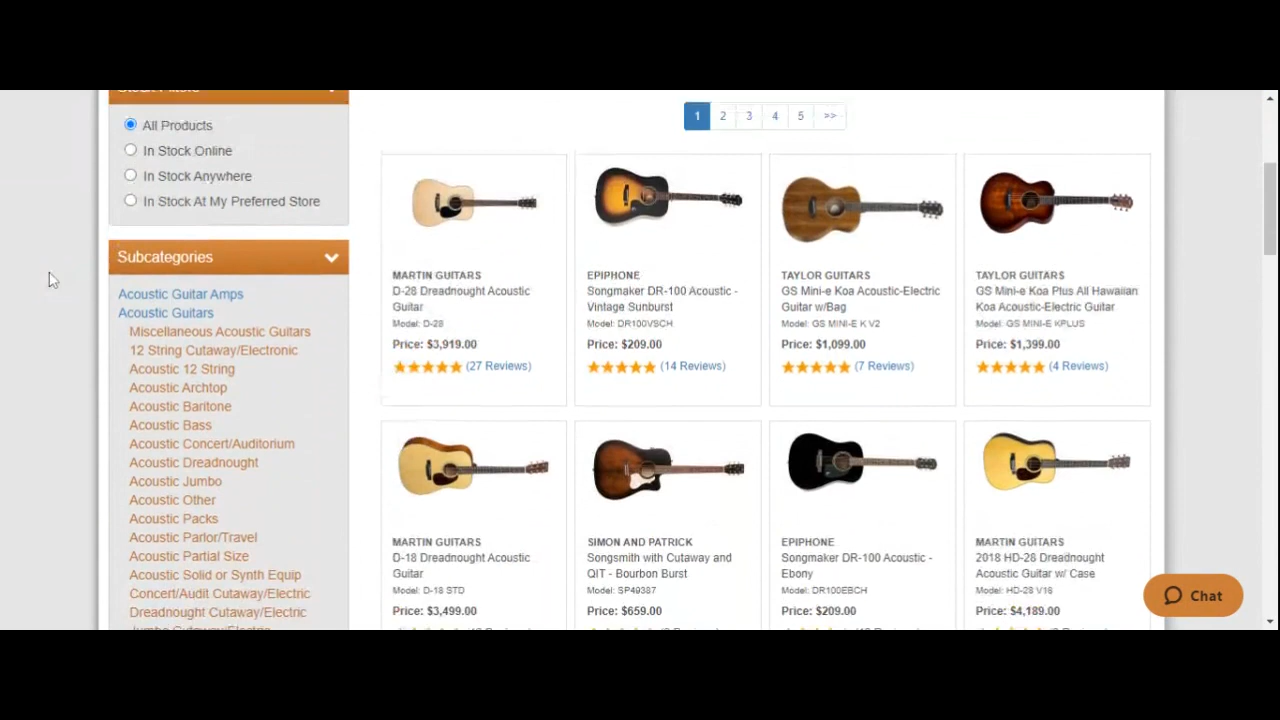 All Products
In Stock Online
In Stock Anywhere
In Stock At My Preferred Store
Subcategories
Acoustic Guitar Amps
Acoustic Guitars
Miscellaneous Acoustic Guitars
12 String Cutaway/Electronic
Acoustic 12 String
Acoustic Archtop
Acoustic Baritone
Acoustic Bass
Acoustic Concert/Auditorium
Acoustic Dreadnought
Acoustic Jumbo
Acoustic Other
Acoustic Packs
Acoustic Parlor/Travel
Acoustic Partial Size
Acoustic Solid or Synth Equip
Concert/Audit Cutaway/Electric
Dreadnought Cutaway/Electric
Jumbo Cutaway/Electric
1 2 3 4 5 >>
MARTIN GUITARS
D-28 Dreadnought Acoustic
Guitar
Model: D-28
Price: $3,919.00
(27 Reviews)
EPIPHONE
Songmaker DR-100 Acoustic -
Vintage Sunburst
Model: DR100VSCH
Price: $209.00
(14 Reviews)
TAYLOR GUITARS
GS Mini-e Koa Acoustic-Electric
Guitar w/Bag
Model: GS MINI-E K V2
Price: $1,099.00
(7 Reviews)
TAYLOR GUITARS
GS Mini-e Koa Plus All Hawaiian
Koa Acoustic-Electric Guitar
Model: GS MINI-E KPLUS
Price: $1,399.00
(4 Reviews)
MARTIN GUITARS
D-18 Dreadnought Acoustic
Guitar
Model: D-18 STD
Price: $3,499.00
SIMON AND PATRICK
Songsmith with Cutaway and
QIT - Bourbon Burst
Model: SP49387
Price: $659.00
EPIPHONE
Songmaker DR-100 Acoustic -
Ebony
Model: DR100EBCH
Price: $209.00
MARTIN GUITARS
2018 HD-28 Dreadnought
Acoustic Guitar w/ Case
Model: HD-28 V18
Price: $4,189.00
Chat